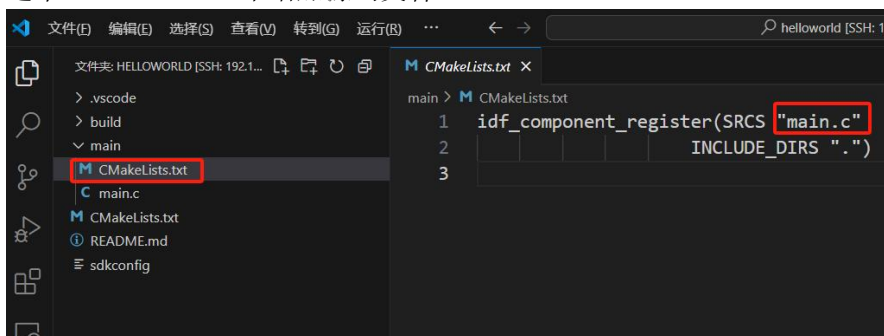 文件(F) 编辑(E) 选择(S) 查看(V) 转到(G) 运行(R) ··· ← → helloworld [SSH: 1
文件夹: HELLOWORLD [SSH: 192.1...
M CMakeLists.txt ×
> .vscode
> build
∨ main
M CMakeLists.txt
C main.c
M CMakeLists.txt
README.md
sdkconfig
main > M CMakeLists.txt
1 idf_component_register(SRCS "main.c"
2 INCLUDE_DIRS ".")
3